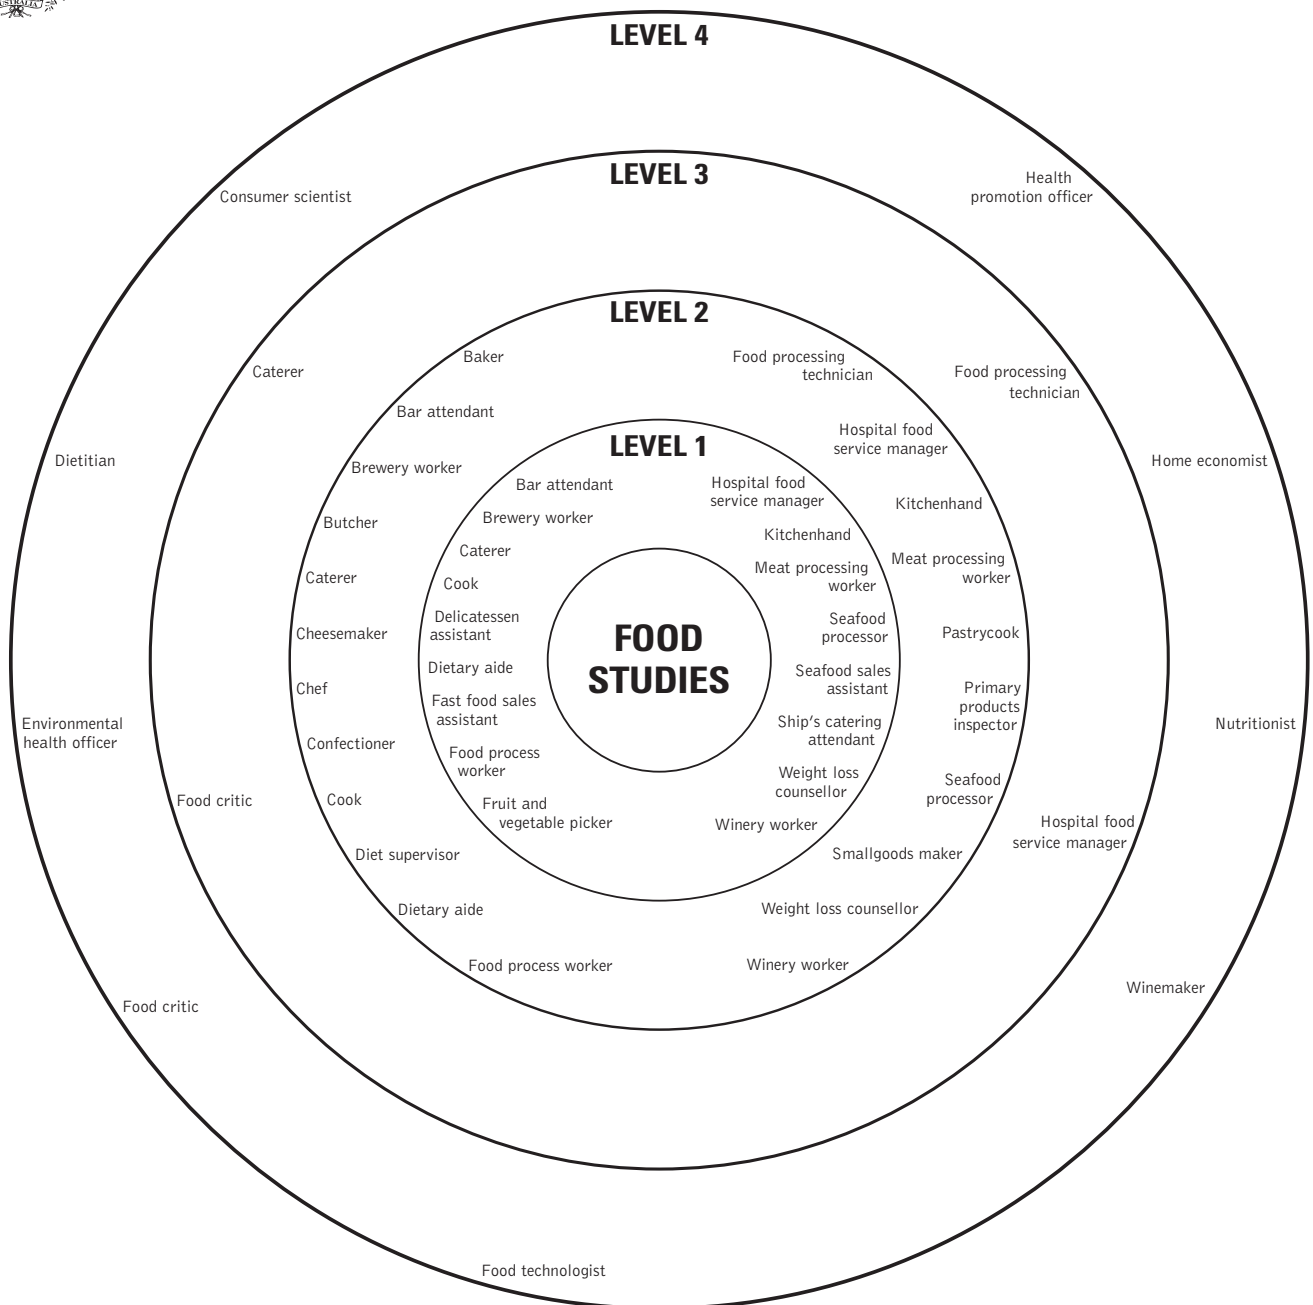 AUSTRALIA
LEVEL 4
Consumer scientist
Health
promotion officer
Dietitian
Home economist
Environmental
health officer
Nutritionist
Food critic
Winemaker
Food technologist
LEVEL 3
Caterer
Food processing
technician
Food critic
Hospital food
service manager
LEVEL 2
Baker
Food processing
technician
Bar attendant
Hospital food
service manager
Brewery worker
Kitchenhand
Butcher
Meat processing
worker
Caterer
Cheesemaker
Pastrycook
Chef
Primary
products
inspector
Confectioner
Cook
Seafood
processor
Diet supervisor
Smallgoods maker
Dietary aide
Weight loss counsellor
Food process worker
Winery worker
LEVEL 1
Bar attendant
Hospital food
service manager
Brewery worker
Kitchenhand
Caterer
Meat processing
worker
Cook
Delicatessen
assistant
Seafood
processor
Dietary aide
Seafood sales
assistant
Fast food sales
assistant
Ship's catering
attendant
Food process
worker
Weight loss
counsellor
Fruit and
vegetable picker
Winery worker
FOOD
STUDIES